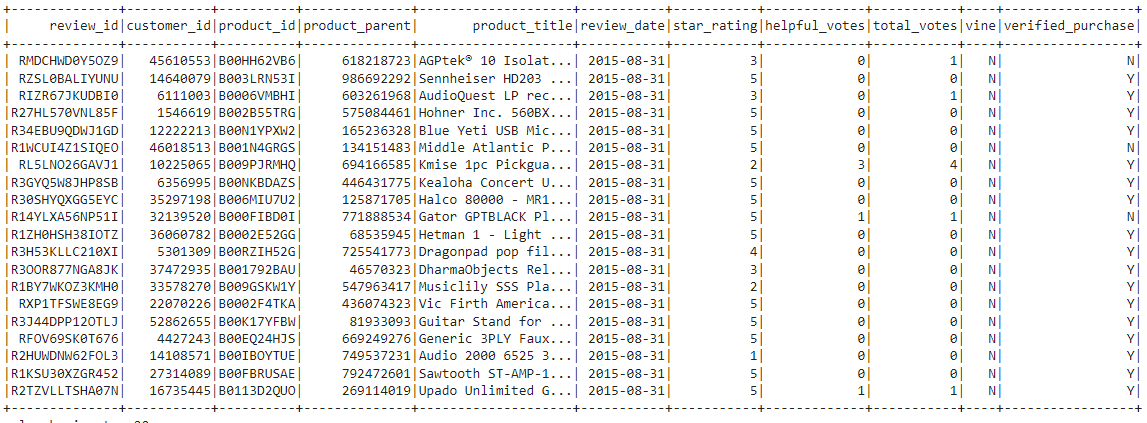 +--------------+-----------+----------+--------------+--------------------+-----------+-----------+-------------+-----------+----+-----------------+
|     review_id|customer_id|product_id|product_parent|       product_title|review_date|star_rating|helpful_votes|total_votes|vine|verified_purchase|
+--------------+-----------+----------+--------------+--------------------+-----------+-----------+-------------+-----------+----+-----------------+
| RMDCHWD0Y5OZ9|   45610553|B00HH62VB6|     618218723|AGPtek® 10 Isolat...| 2015-08-31|          3|            0|          1|   N|                N|
| RZSL0BALIYUNU|   14640079|B003LRN53I|     986692292|Sennheiser HD203 ...| 2015-08-31|          5|            0|          0|   N|                Y|
| RIZR67JKUDBI0|    6111003|B0006VMBHI|     603261968|AudioQuest LP rec...| 2015-08-31|          3|            0|          1|   N|                Y|
|R27HL570VNL85F|    1546619|B002B55TRG|     575084461|Hohner Inc. 560BX...| 2015-08-31|          5|            0|          0|   N|                Y|
|R34EBU9QDWJ1GD|   12222213|B00N1YPXW2|     165236328|Blue Yeti USB Mic...| 2015-08-31|          5|            0|          0|   N|                Y|
|R1WCUI4Z1SIQEO|   46018513|B001N4GRGS|     134151483|Middle Atlantic P...| 2015-08-31|          5|            0|          0|   N|                N|
| RL5LNO26GAVJ1|   10225065|B009PJRMHQ|     694166585|Kmise 1pc Pickgua...| 2015-08-31|          2|            3|          4|   N|                Y|
|R3GYQ5W8JHP8SB|    6356995|B00NKBDAZS|     446431775|Kealoha Concert U...| 2015-08-31|          5|            0|          0|   N|                Y|
|R30SHYQXGG5EYC|   35297198|B006MIU7U2|     125871705|Halco 80000 - MR1...| 2015-08-31|          5|            0|          0|   N|                Y|
|R14YLXA56NP51I|   32139520|B000FIBD0I|     771888534|Gator GPTBLACK Pl...| 2015-08-31|          5|            1|          1|   N|                N|
|R1ZH0HSH38IOTZ|   36060782|B0002E52GG|      68535945|Hetman 1 - Light ...| 2015-08-31|          5|            0|          0|   N|                Y|
|R3H53KLLC210XI|    5301309|B00RZIH52G|     725541773|Dragonpad pop fil...| 2015-08-31|          4|            0|          0|   N|                Y|
|R3OOR877NGA8JK|   37472935|B001792BAU|      46570323|DharmaObjects Rel...| 2015-08-31|          3|            0|          0|   N|                Y|
|R1BY7WKOZ3KMH0|   33578270|B009GSKW1Y|     547963417|Musiclily SSS Pla...| 2015-08-31|          2|            0|          0|   N|                Y|
| RXP1TFSWE8EG9|   22070226|B0002F4TKA|     436074323|Vic Firth America...| 2015-08-31|          5|            0|          0|   N|                Y|
|R3J44DPP12OTLJ|   52862655|B00K17YFBW|      81933093|Guitar Stand for ...| 2015-08-31|          5|            0|          0|   N|                Y|
| RFOV69SK0T676|    4427243|B00EQ24HJS|     669249276|Generic 3PLY Faux...| 2015-08-31|          5|            0|          0|   N|                Y|
|R2HUWDNW62FOL3|   14108571|B00IBOYTUE|     749537231|Audio 2000 6525 3...| 2015-08-31|          1|            0|          0|   N|                Y|
|R1KSU30XZGR452|   27314089|B00FBRUSAE|     792472601|Sawtooth ST-AMP-1...| 2015-08-31|          5|            0|          0|   N|                Y|
|R2TZVLLTSHA07N|   16735445|B0113D2QUO|     269114019|Upado Unlimited G...| 2015-08-31|          5|            1|          1|   N|                Y|
+--------------+-----------+----------+--------------+--------------------+-----------+-----------+-------------+-----------+----+-----------------+